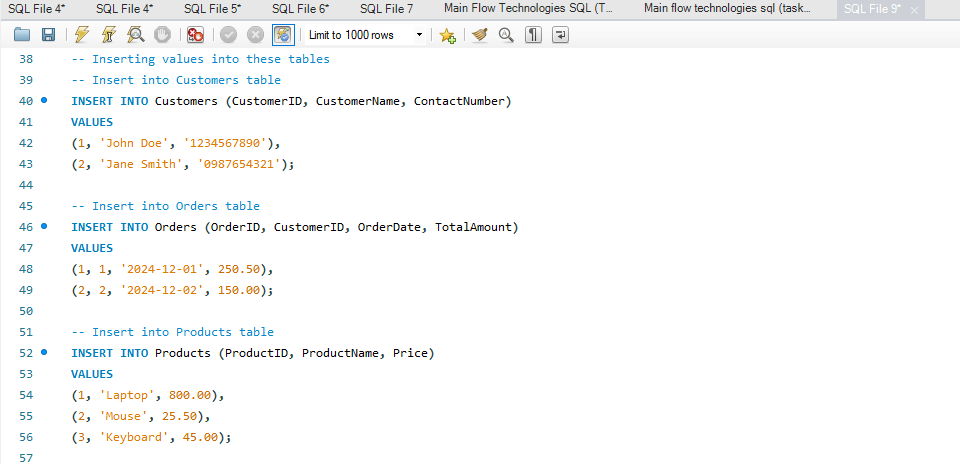 SQL File 4* SQL File 4* SQL File 5* SQL File 6* SQL File 7 Main Flow Technologies SQL (T... Main flow technologies sql (task... SQL File 9*
Limit to 1000 rows
38 -- Inserting values into these tables
39 -- Insert into Customers table
40 INSERT INTO Customers (CustomerID, CustomerName, ContactNumber)
41 VALUES
42 (1, 'John Doe', '1234567890'),
43 (2, 'Jane Smith', '0987654321');
44
45 -- Insert into Orders table
46 INSERT INTO Orders (OrderID, CustomerID, OrderDate, TotalAmount)
47 VALUES
48 (1, 1, '2024-12-01', 250.50),
49 (2, 2, '2024-12-02', 150.00);
50
51 -- Insert into Products table
52 INSERT INTO Products (ProductID, ProductName, Price)
53 VALUES
54 (1, 'Laptop', 800.00),
55 (2, 'Mouse', 25.50),
56 (3, 'Keyboard', 45.00);
57